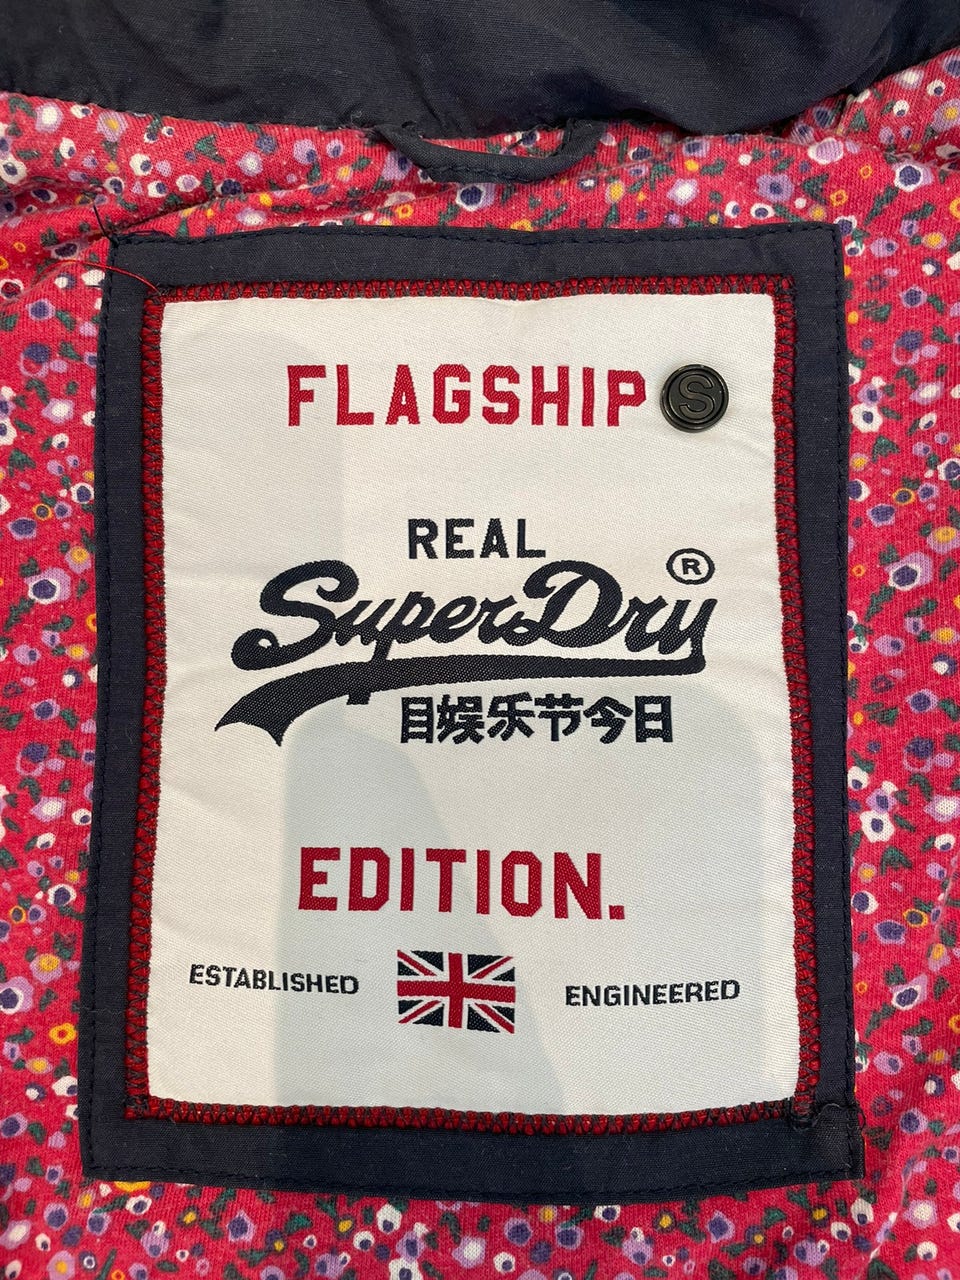 FLAGSHIP S
REAL
SuperDry®
目娱乐节今日
EDITION.
ESTABLISHED ENGINEERED